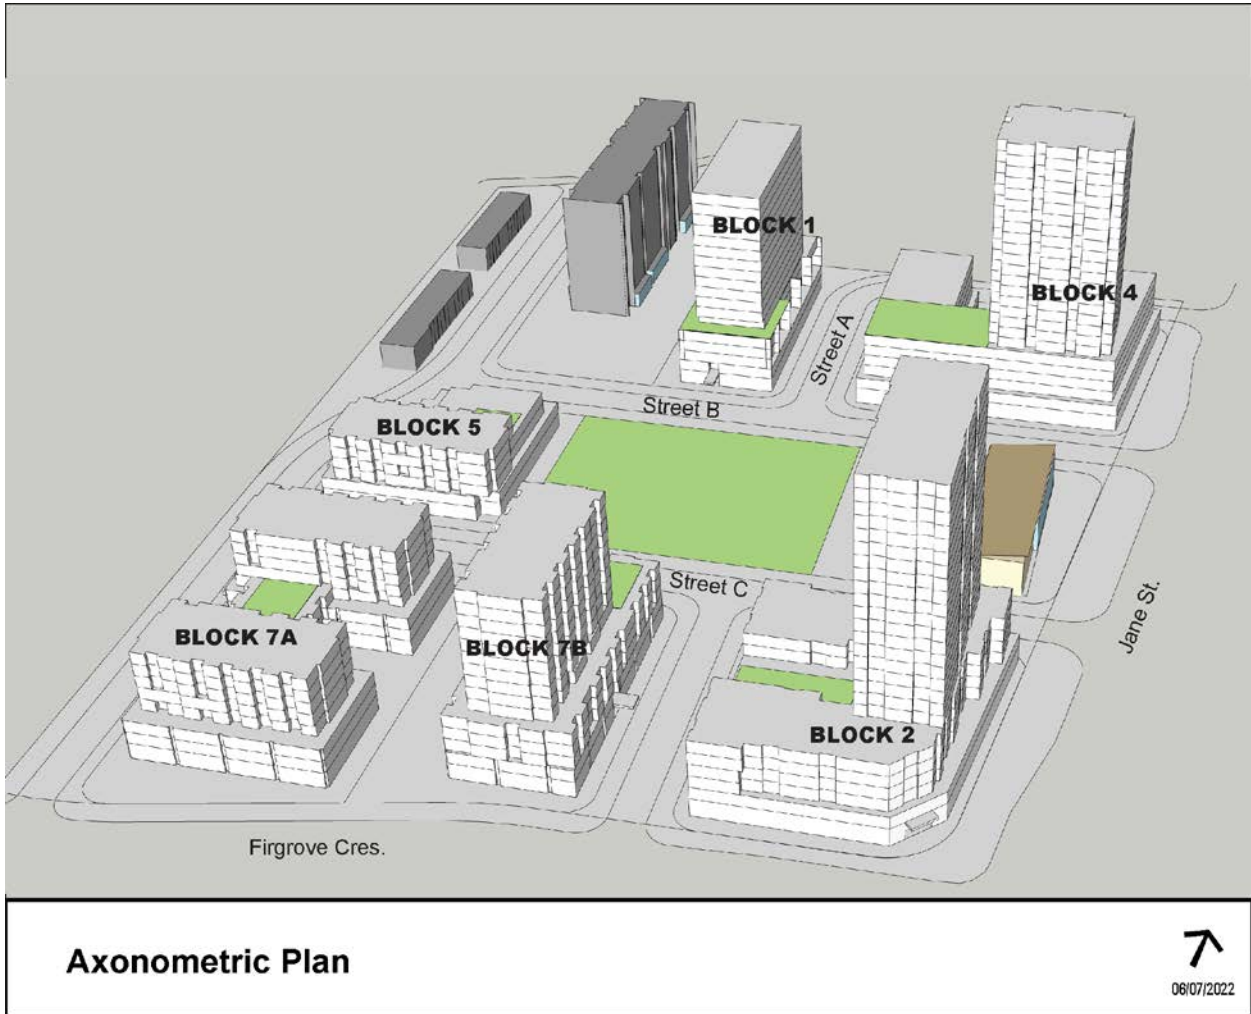 BLOCK 1
BLOCK 4
Street A
Street B
BLOCK 5
Street C
Jane St.
BLOCK 7A
BLOCK 7B
BLOCK 2
Firgrove Cres.
Axonometric Plan
06/07/2022